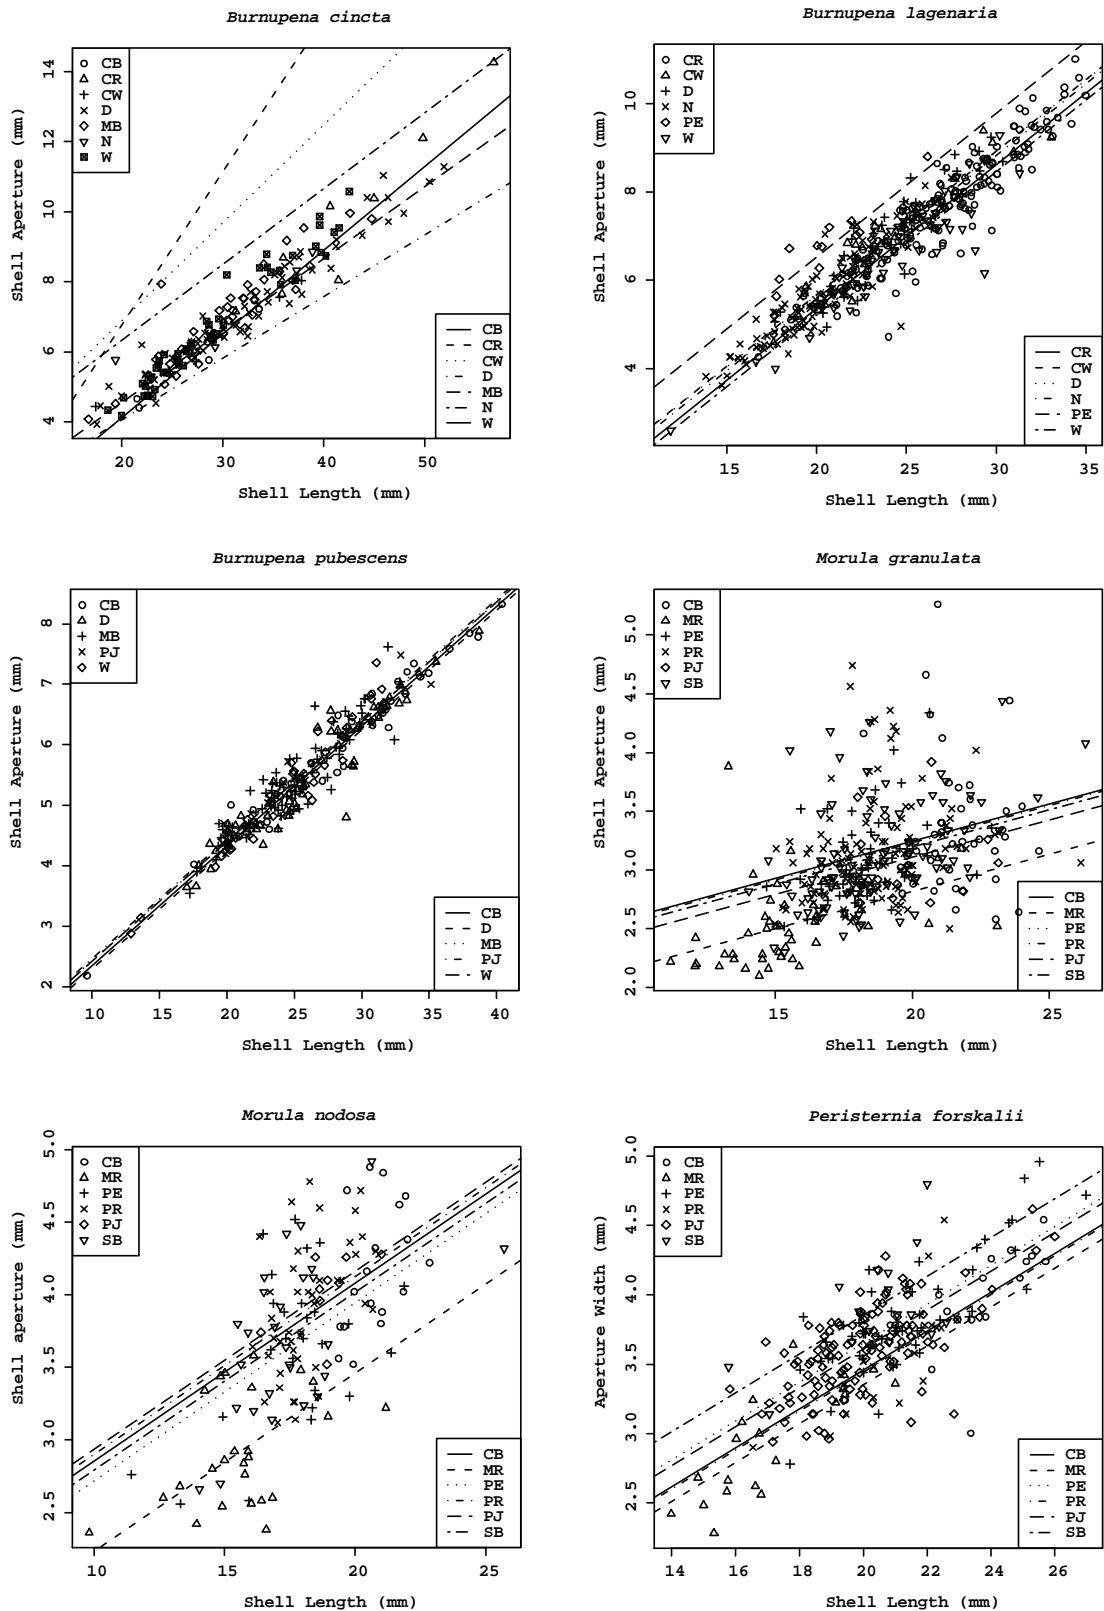 Burnupena cincta
14
12
10
8
6
4
Shell Aperture (mm)
CB
CR
CW
D
MB
N
W
CB
CR
CW
D
MB
N
W
20 30 40 50
Shell Length (mm)
Burnupena lagenaria
10
8
6
4
Shell Aperture (mm)
CR
CW
D
N
PE
W
CR
CW
D
N
PE
W
15 20 25 30 35
Shell Length (mm)
Burnupena pubescens
8
7
6
5
4
3
2
Shell Aperture (mm)
CB
D
MB
PJ
W
CB
D
MB
PJ
W
10 15 20 25 30 35 40
Shell Length (mm)
Morula granulata
5.0
4.5
4.0
3.5
3.0
2.5
2.0
Shell Aperture (mm)
CB
MR
PE
PR
PJ
SB
CB
MR
PE
PR
PJ
SB
15 20 25
Shell Length (mm)
Morula nodosa
5.0
4.5
4.0
3.5
3.0
2.5
Shell aperture (mm)
CB
MR
PE
PR
PJ
SB
CB
MR
PE
PR
PJ
SB
10 15 20 25
Shell Length (mm)
Peristernia forskalii
5.0
4.5
4.0
3.5
3.0
2.5
Aperture Width (mm)
CB
MR
PE
PR
PJ
SB
CB
MR
PE
PR
PJ
SB
14 16 18 20 22 24 26
Shell Length (mm)